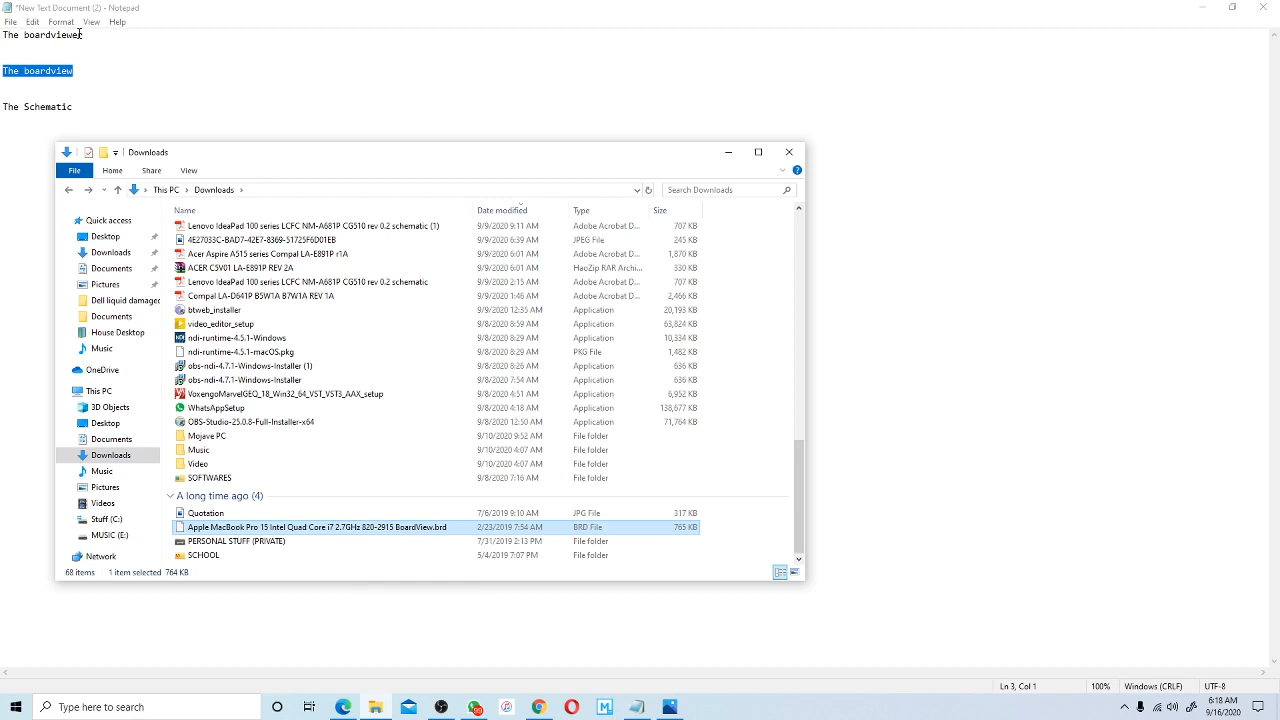 *New Text Document (2) - Notepad
File Edit Format View Help
The boardviewe
The boardview
The Schematic
Downloads
File Home Share View
This PC Downloads
Search Downloads
Name Date modified Type Size
Quick access
Desktop
Downloads
Documents
Pictures
Dell liquid damaged
Documents
House Desktop
Music
OneDrive
This PC
3D Objects
Desktop
Documents
Downloads
Music
Pictures
Videos
Stuff (C:)
MUSIC (E:)
Network
Lenovo IdeaPad 100 series LCFC NM-A681P CG510 rev 0.2 schematic (1) 9/9/2020 9:11 AM Adobe Acrobat D... 707 KB
4E27033C-BAD7-42E7-8369-51725F6D01EB 9/9/2020 6:39 AM JPEG File 245 KB
Acer Aspire A515 series Compal LA-E891P r1A 9/9/2020 6:01 AM Adobe Acrobat D... 1,870 KB
ACER C5V01 LA-E891P REV 2A 9/9/2020 6:01 AM HaoZip RAR Archi... 330 KB
Lenovo IdeaPad 100 series LCFC NM-A681P CG510 rev 0.2 schematic 9/9/2020 2:15 AM Adobe Acrobat D... 707 KB
Compal LA-D641P B5W1A B7W1A REV 1A 9/9/2020 1:46 AM Adobe Acrobat D... 2,466 KB
btweb_installer 9/9/2020 12:35 AM Application 20,193 KB
video_editor_setup 9/8/2020 8:59 AM Application 63,824 KB
ndi-runtime-4.5.1-Windows 9/8/2020 8:29 AM Application 10,334 KB
ndi-runtime-4.5.1-macOS.pkg 9/8/2020 8:29 AM PKG File 1,482 KB
obs-ndi-4.7.1-Windows-Installer (1) 9/8/2020 8:26 AM Application 636 KB
obs-ndi-4.7.1-Windows-Installer 9/8/2020 7:54 AM Application 636 KB
VoxengoMarvelGEQ_18_Win32_64_VST_VST3_AAX_setup 9/8/2020 4:51 AM Application 6,952 KB
WhatsAppSetup 9/8/2020 4:18 AM Application 138,677 KB
OBS-Studio-25.0.8-Full-Installer-x64 9/8/2020 12:50 AM Application 71,764 KB
Mojave PC 9/10/2020 9:52 AM File folder
Music 9/10/2020 4:07 AM File folder
Video 9/10/2020 4:07 AM File folder
SOFTWARES 9/8/2020 7:16 AM File folder
A long time ago (4)
Quotation 7/6/2019 9:10 AM JPG File 317 KB
Apple MacBook Pro 15 Intel Quad Core i7 2.7GHz 820-2915 BoardView.brd 2/23/2019 7:54 AM BRD File 765 KB
PERSONAL STUFF (PRIVATE) 7/31/2019 2:13 PM File folder
SCHOOL 5/4/2019 7:07 PM File folder
68 items 1 item selected 764 KB
Ln 3, Col 1 100% Windows (CRLF) UTF-8
Type here to search
6:18 AM
9/16/2020